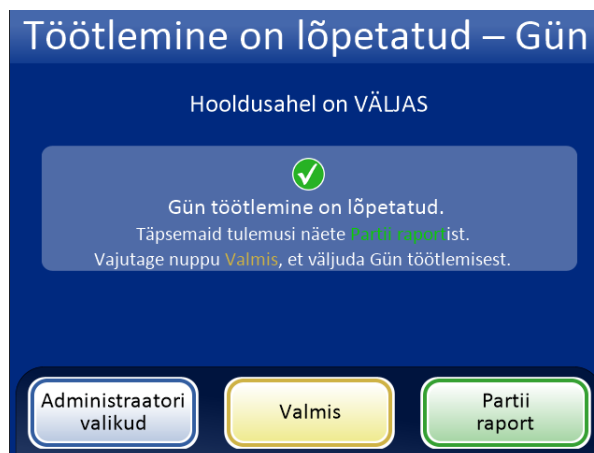 Töötlemine on lõpetatud – Gün
Hooldusahel on VÄLJAS
Gün töötlemine on lõpetatud.
Täpsemaid tulemusi näete Partii raportist.
Vajutage nuppu Valmis, et väljuda Gün töötlemisest.
Administraatori
valikud
Valmis
Partii
raport